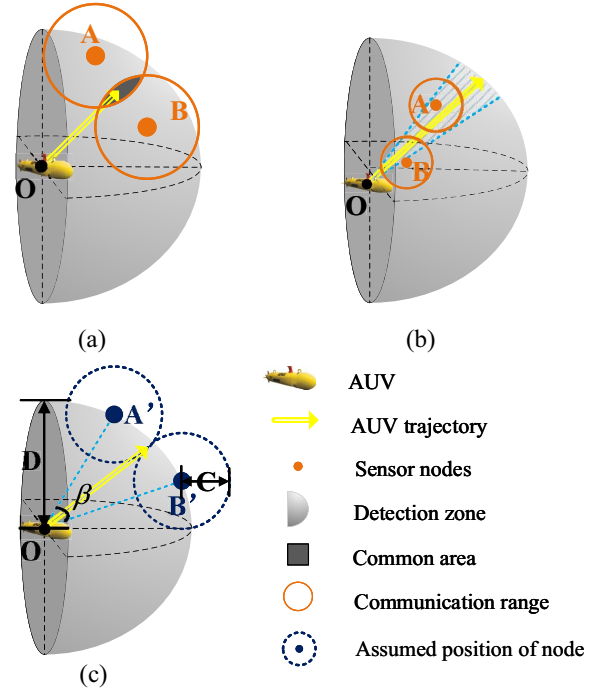 A
B
O
(a)
A
B
O
(b)
A'
D
β
C
B'
O
(c)
AUV
AUV trajectory
Sensor nodes
Detection zone
Common area
Communication range
Assumed position of node